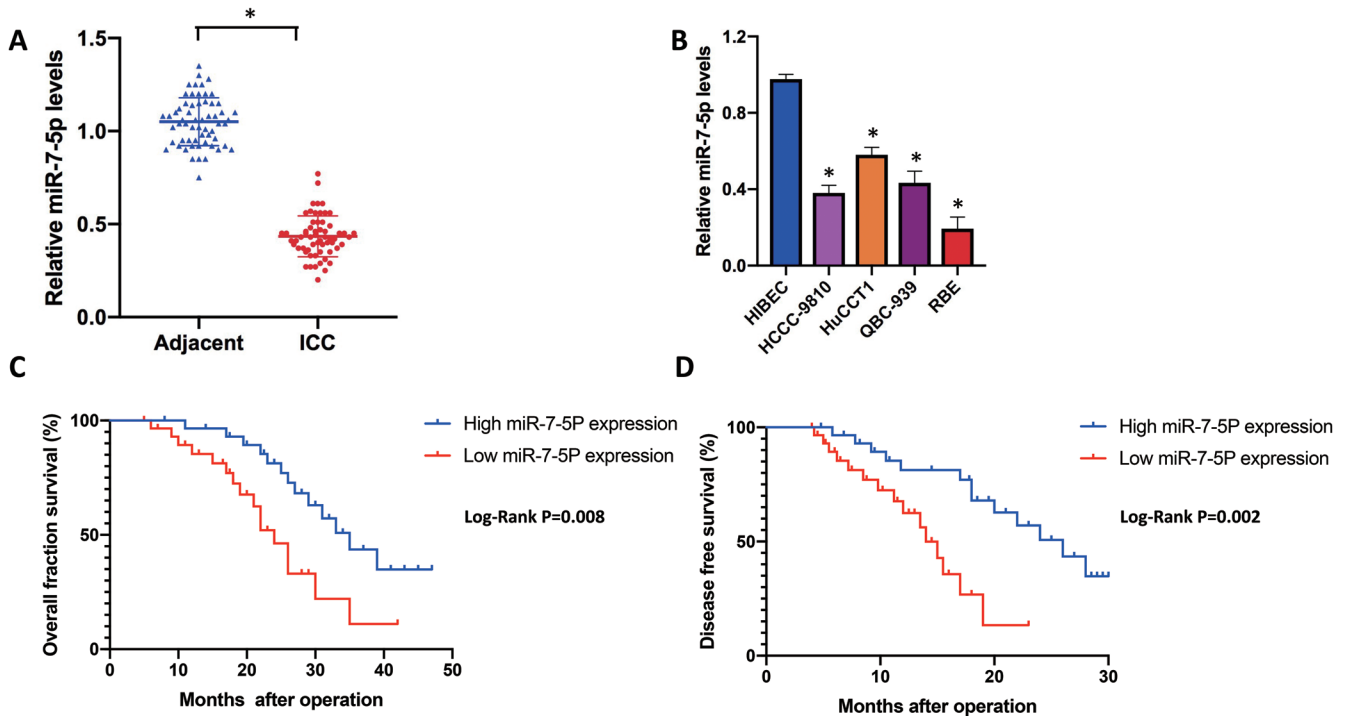 A
*
Relative miR-7-5p levels
1.5
1.0
0.5
0.0
Adjacent
ICC
B
Relative miR-7-5p levels
1.2
0.8
0.4
0.0
*
*
*
*
HIBEC
HCCC-9810
HuCCT1
QBC-939
RBE
C
Overall fraction survival (%)
100
50
0
0 10 20 30 40 50
Months after operation
High miR-7-5P expression
Low miR-7-5P expression
Log-Rank P=0.008
D
Disease free survival (%)
100
50
0
0 10 20 30
Months after operation
High miR-7-5P expression
Low miR-7-5P expression
Log-Rank P=0.002